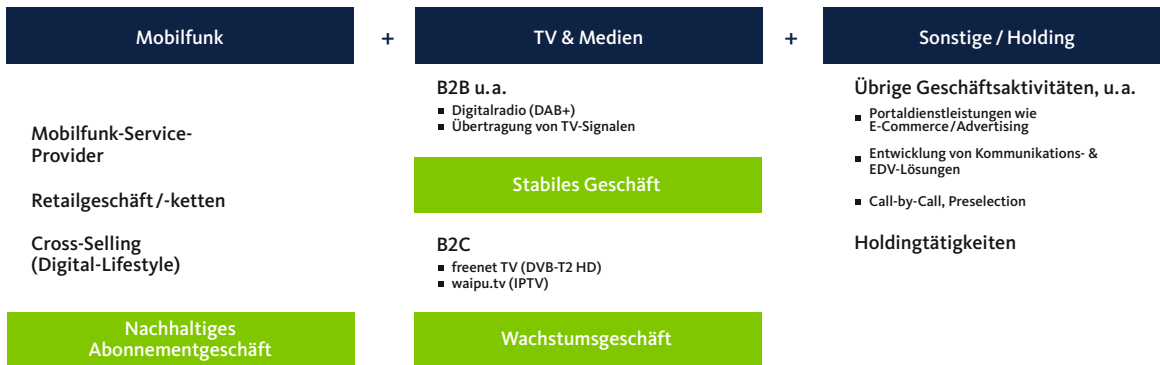 Mobilfunk
+
TV & Medien
+
Sonstige / Holding
Mobilfunk-Service-
Provider
Retailgeschäft /-ketten
Cross-Selling
(Digital-Lifestyle)
Nachhaltiges
Abonnementgeschäft
B2B u. a.
▪ Digitalradio (DAB+)
▪ Übertragung von TV-Signalen
Stabiles Geschäft
B2C
▪ freenet TV (DVB-T2 HD)
▪ waipu.tv (IPTV)
Wachstumsgeschäft
Übrige Geschäftsaktivitäten, u. a.
▪ Portaldienstleistungen wie
E-Commerce / Advertising
▪ Entwicklung von Kommunikations- &
EDV-Lösungen
▪ Call-by-Call, Preselection
Holdingtätigkeiten